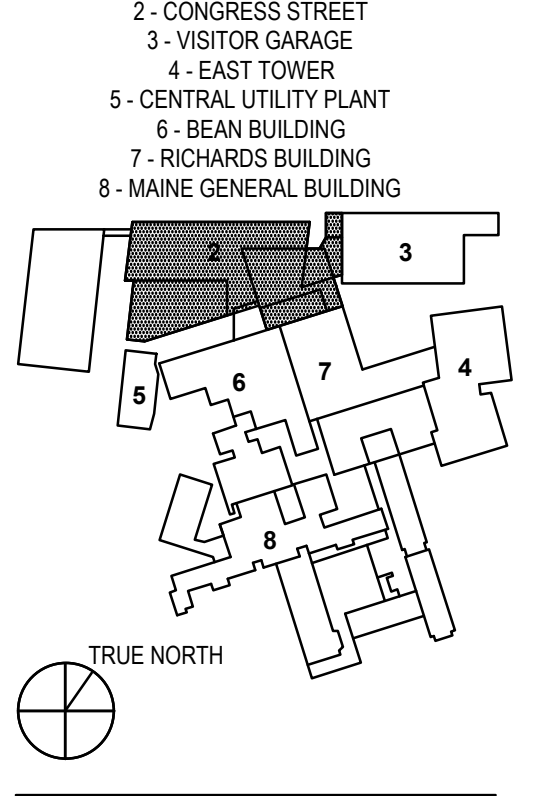 2 - CONGRESS STREET
3 - VISITOR GARAGE
4 - EAST TOWER
5 - CENTRAL UTILITY PLANT
6 - BEAN BUILDING
7 - RICHARDS BUILDING
8 - MAINE GENERAL BUILDING
2
3
7
4
6
5
8
TRUE NORTH